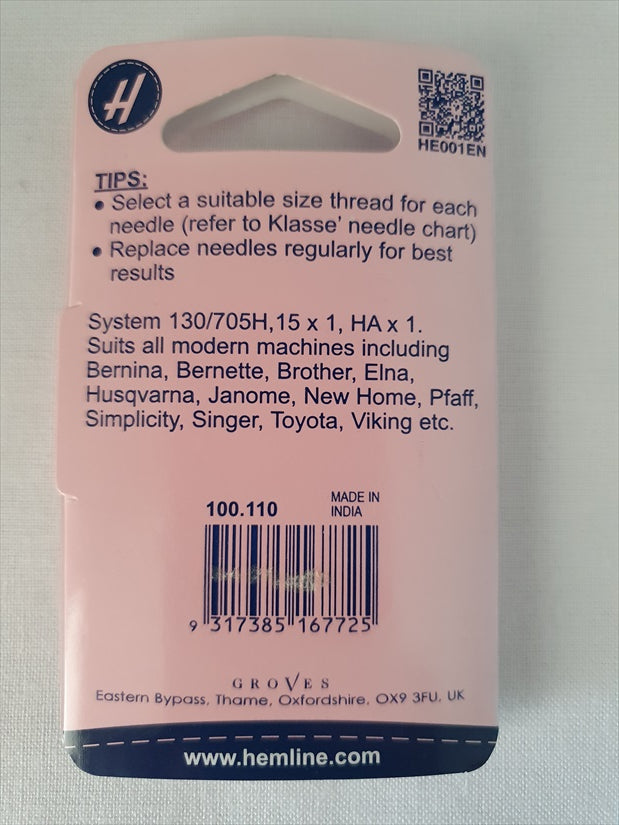 H
HE001EN
TIPS:
• Select a suitable size thread for each
needle (refer to Klasse’ needle chart)
• Replace needles regularly for best
results
System 130/705H,15 x 1, HA x 1.
Suits all modern machines including
Bernina, Bernette, Brother, Elna,
Husqvarna, Janome, New Home, Pfaff,
Simplicity, Singer, Toyota, Viking etc.
100.110
MADE IN
INDIA
9 317385 167725
GROVES
Eastern Bypass, Thame, Oxfordshire, OX9 3FU, UK
www.hemline.com